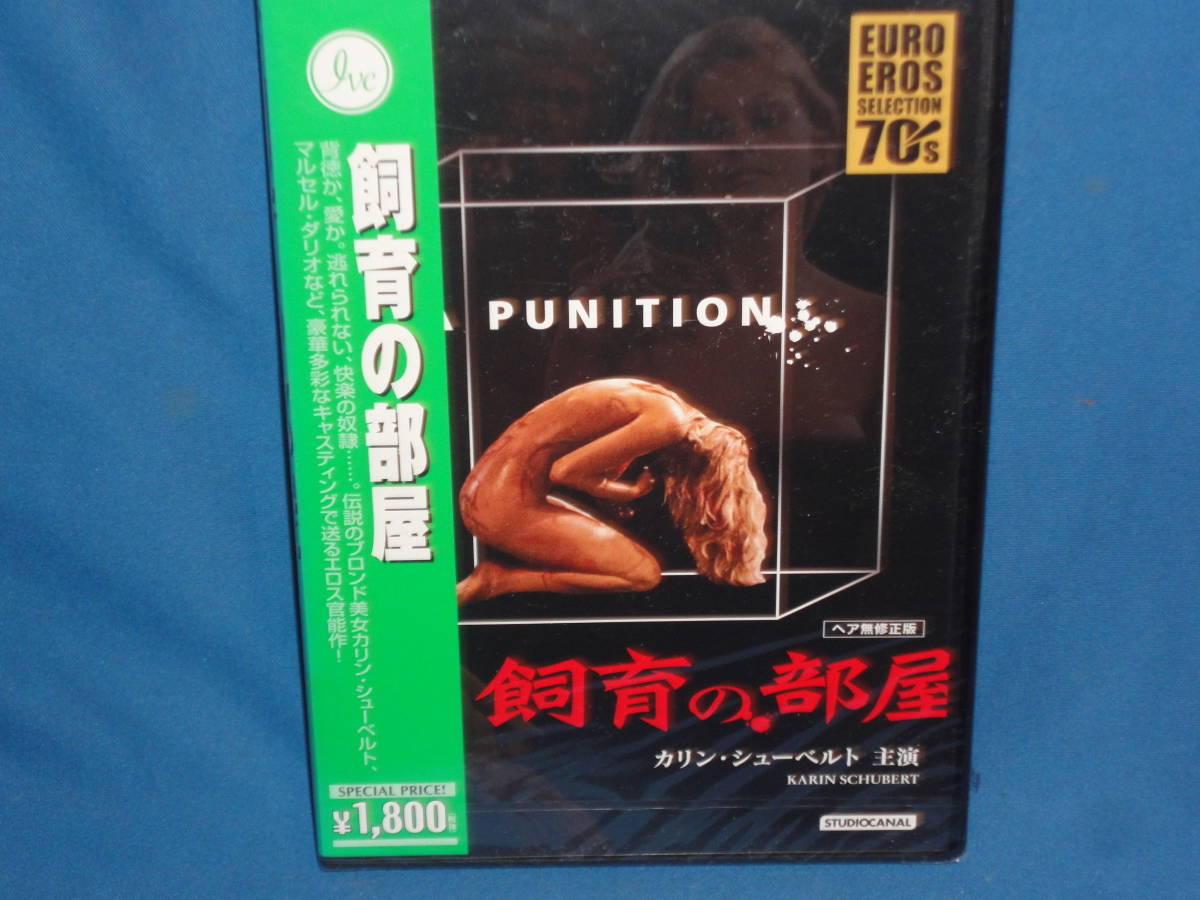 Ivc
飼育の部屋
背徳か、愛か。逃れられない、快楽の奴隷……。伝説のブロンド美女カリン・シューベルト、
マルセル・ダリオなど、豪華多彩なキャスティングで送るエロス官能作！
SPECIAL PRICE!
¥1,800
EURO
EROS
SELECTION
70's
PUNITION
ヘア無修正版
飼育の部屋
カリン・シューベルト 主演
KARIN SCHUBERT
STUDIOCANAL